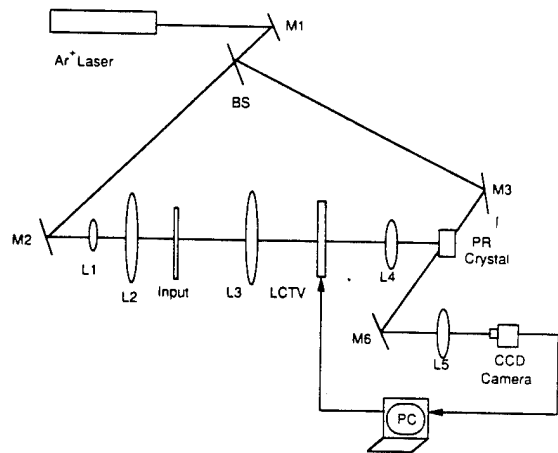 M1
Ar+ Laser
BS
M3
M2
L1
L2
Input
L3
LCTV
L4
PR
Crystal
M6
L5
CCD
Camera
PC